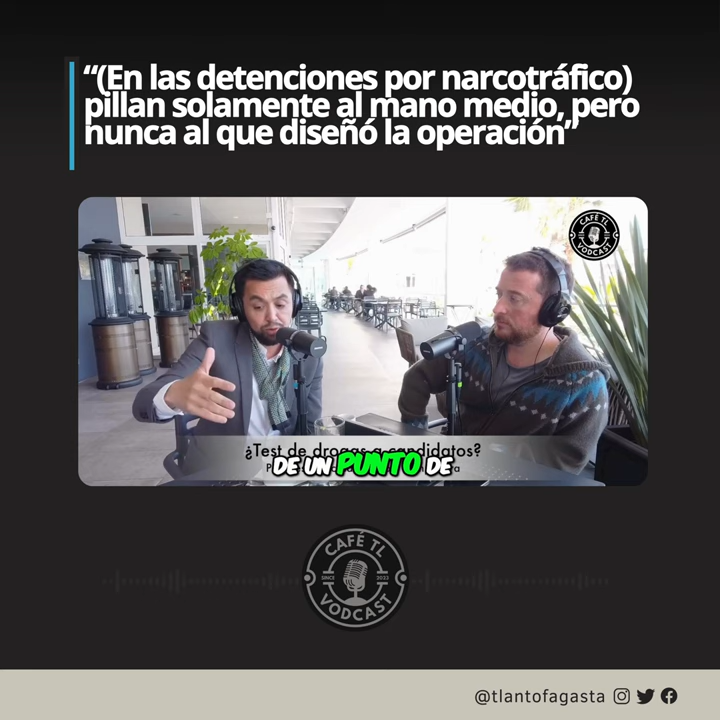 “(En las detenciones por narcotráfico)
pillan solamente al mano medio, pero
nunca al que diseñó la operación”
CAFÉ TL
VODCAST
¿Test de drogas a candidatos?
DE UN PUNTO DE
CAFÉ TL
SINCE 2023
VODCAST
@tlantofagasta